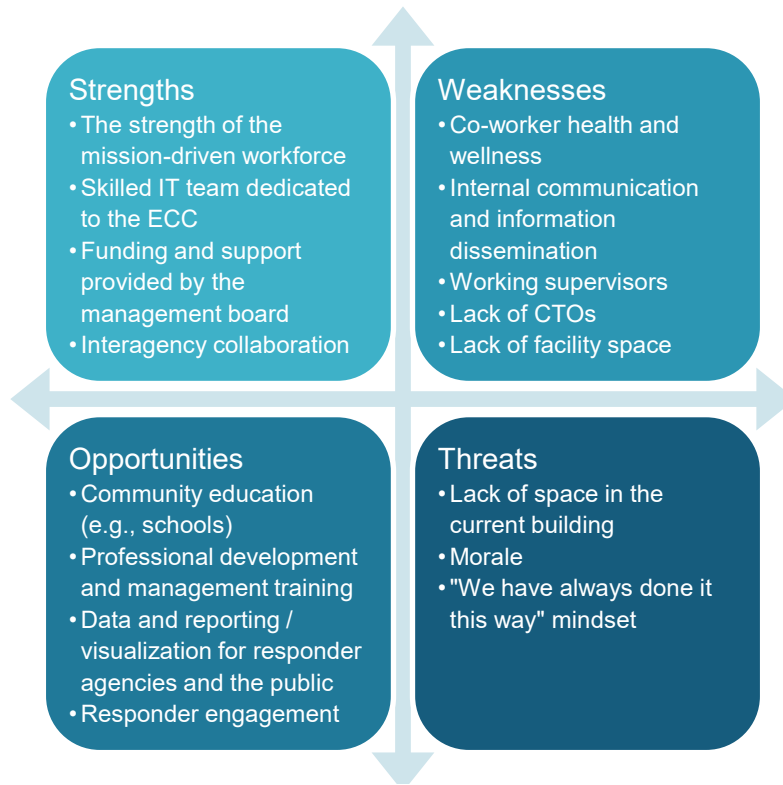 Strengths
• The strength of the
mission-driven workforce
• Skilled IT team dedicated
to the ECC
• Funding and support
provided by the
management board
• Interagency collaboration
Weaknesses
• Co-worker health and
wellness
• Internal communication
and information
dissemination
• Working supervisors
• Lack of CTOs
• Lack of facility space
Opportunities
• Community education
(e.g., schools)
• Professional development
and management training
• Data and reporting /
visualization for responder
agencies and the public
• Responder engagement
Threats
• Lack of space in the
current building
• Morale
• "We have always done it
this way" mindset